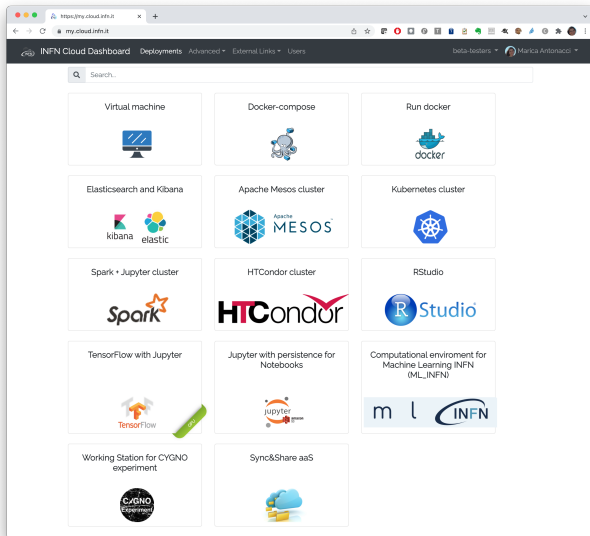 https://my.cloud.infn.it
my.cloud.infn.it
INFN Cloud Dashboard Deployments Advanced External Links Users beta-testers Marica Antonacci
Search...
Virtual machine
Docker-compose
Run docker
docker
Elasticsearch and Kibana
Apache Mesos cluster
Kubernetes cluster
kibana elastic
Apache
MESOS
Spark + Jupyter cluster
HTCondor cluster
RStudio
Spark
HTCondor
R Studio
TensorFlow with Jupyter
Jupyter with persistence for
Notebooks
Computational enviroment for
Machine Learning INFN
(ML_INFN)
TensorFlow
GPU
jupyter
m l INFN
Working Station for CYGNO
experiment
Sync&Share aaS
CYGNO
Experiment